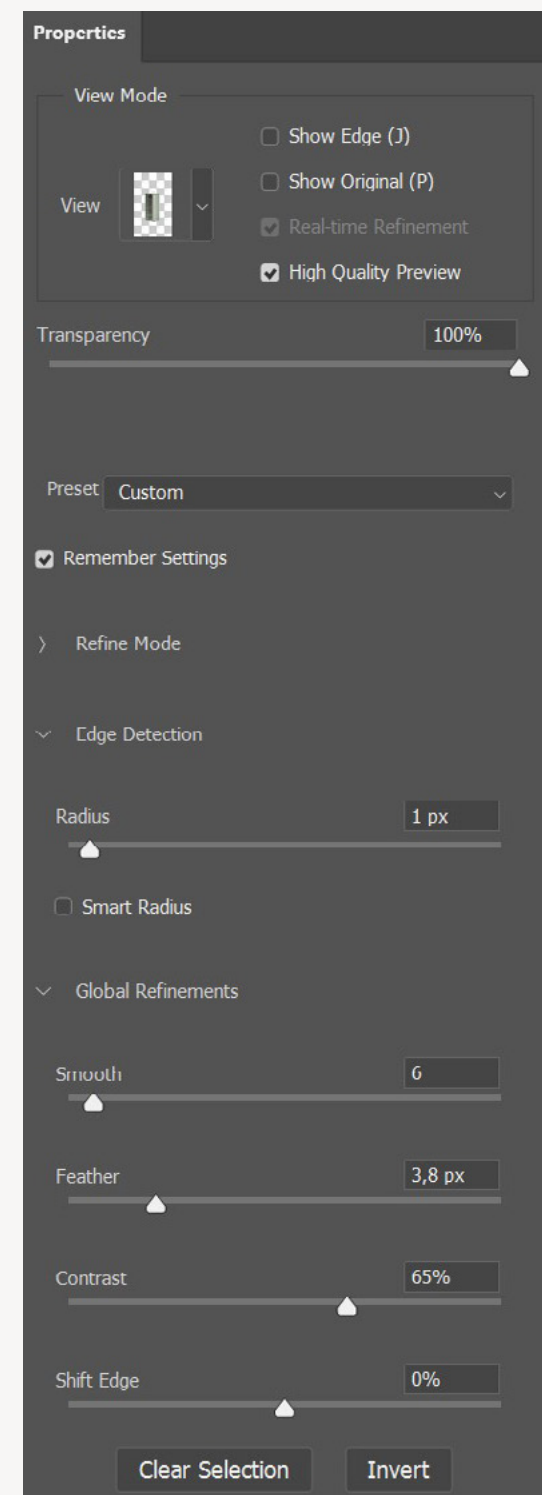 Properties
View Mode
Show Edge (J)
Show Original (P)
View
Real-time Refinement
High Quality Preview
Transparency 100%
Preset Custom
Remember Settings
Refine Mode
Edge Detection
Radius 1 px
Smart Radius
Global Refinements
Smooth 6
Feather 3,8 px
Contrast 65%
Shift Edge 0%
Clear Selection Invert